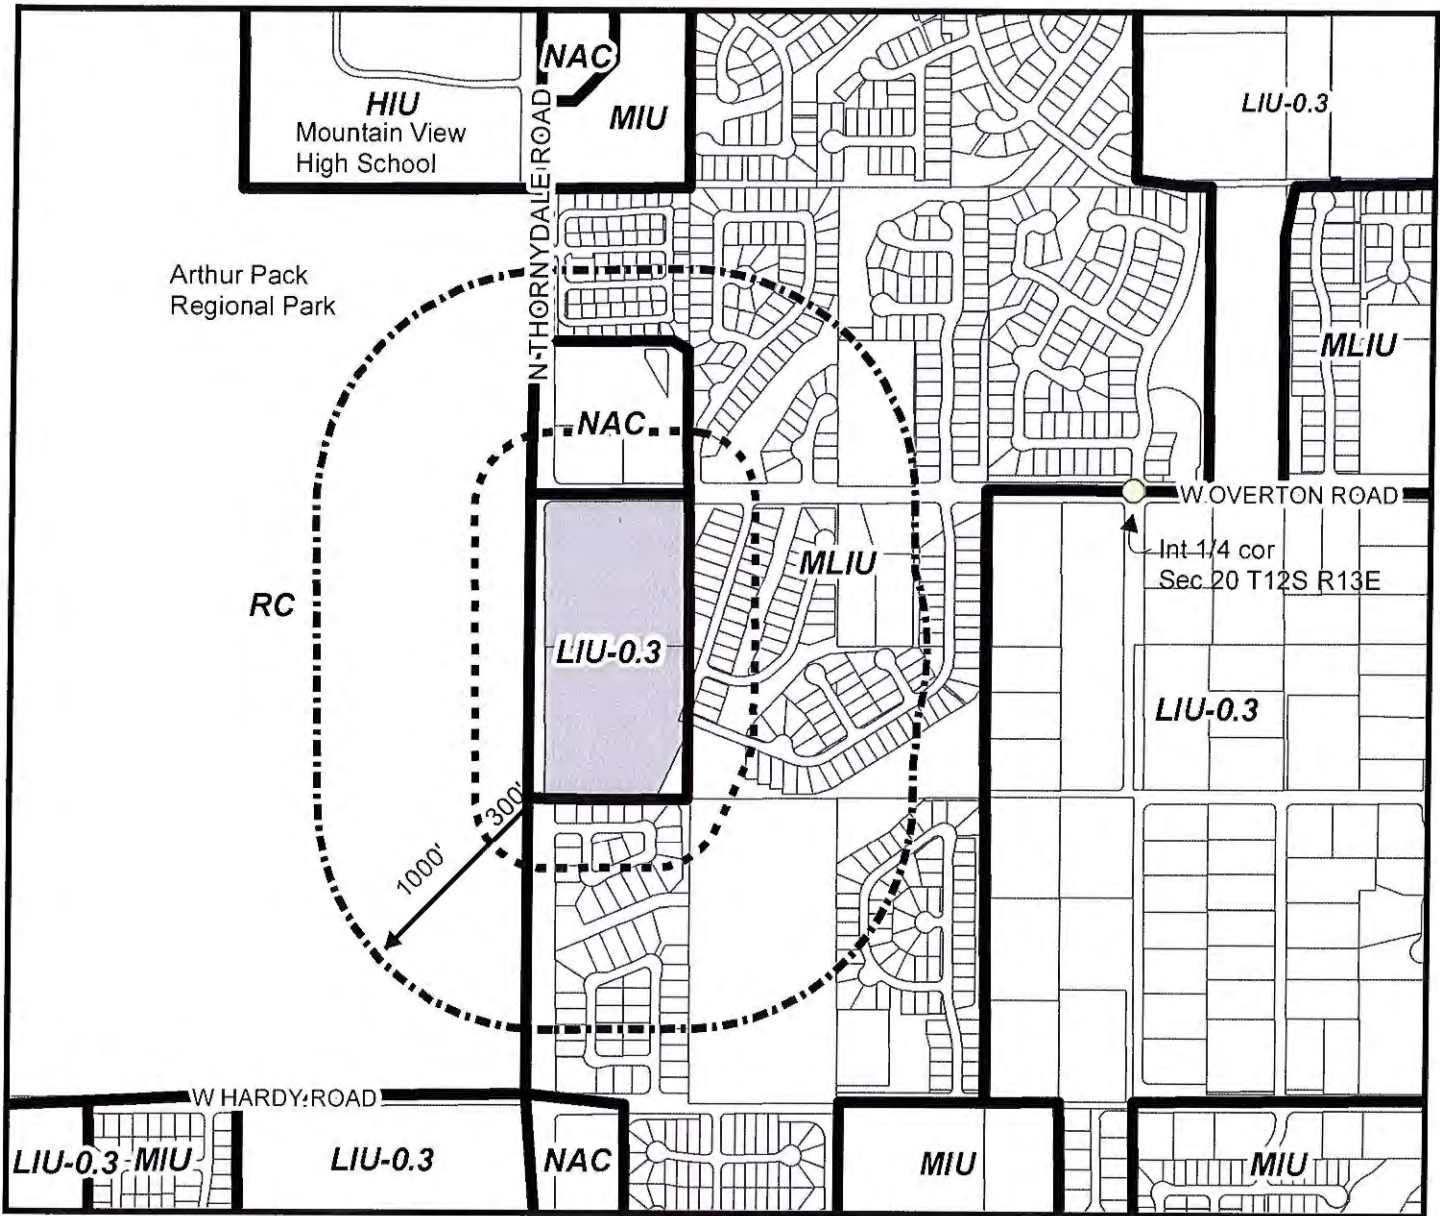 NAC
HIU
Mountain View
High School
MIU
LIU-0.3
N THORNYDALE ROAD
Arthur Pack
Regional Park
MLIU
NAC
W OVERTON ROAD
Int 1/4 cor
Sec 20 T12S R13E
MLIU
RC
LIU-0.3
LIU-0.3
300'
1000'
W HARDY ROAD
LIU-0.3
MIU
LIU-0.3
NAC
MIU
MIU